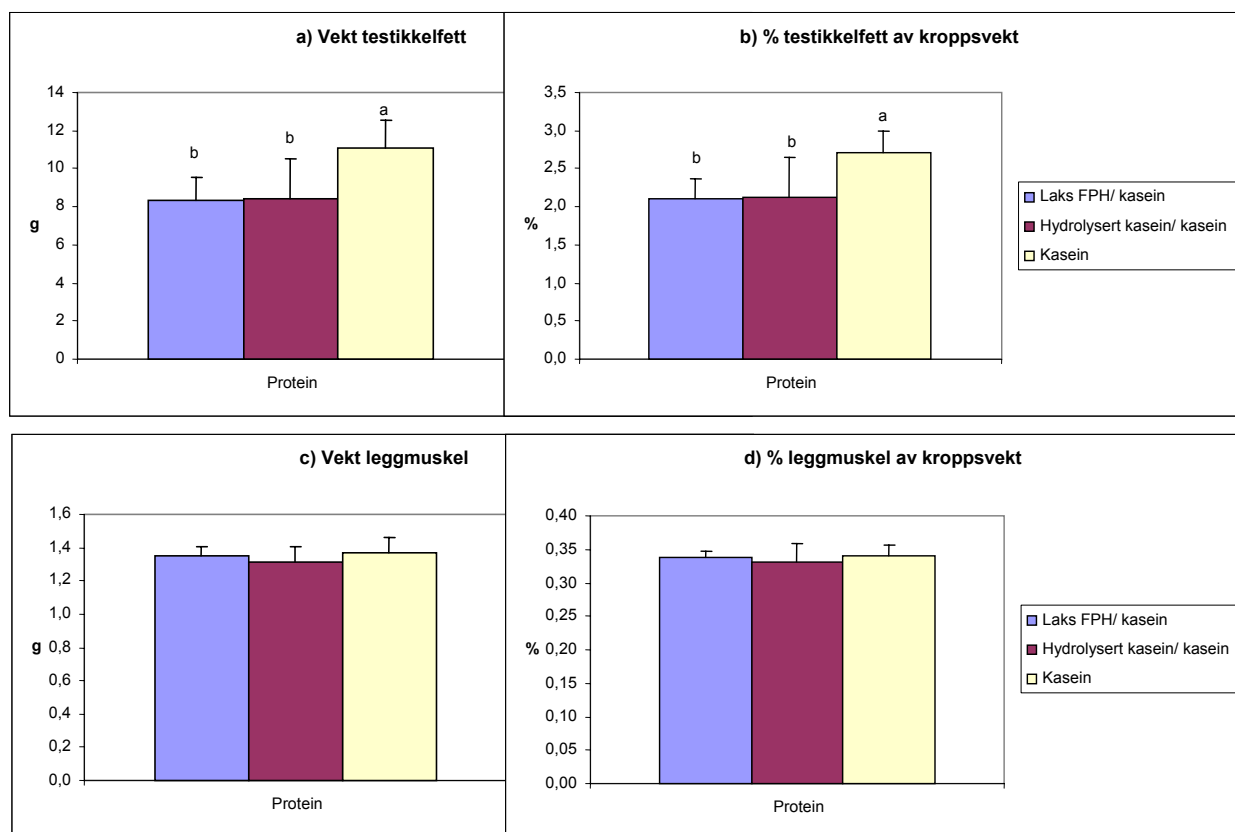 a) Vekt testikkelfett
14
12
10
8
6
4
2
0
g
b
b
a
Protein
b) % testikkelfett av kroppsvekt
3,5
3,0
2,5
2,0
1,5
1,0
0,5
0,0
%
b
b
a
Protein
Laks FPH/ kasein
Hydrolysert kasein/ kasein
Kasein
c) Vekt leggmuskel
1,6
1,4
1,2
1,0
0,8
0,6
0,4
0,2
0,0
g
Protein
d) % leggmuskel av kroppsvekt
0,40
0,35
0,30
0,25
0,20
0,15
0,10
0,05
0,00
%
Protein
Laks FPH/ kasein
Hydrolysert kasein/ kasein
Kasein